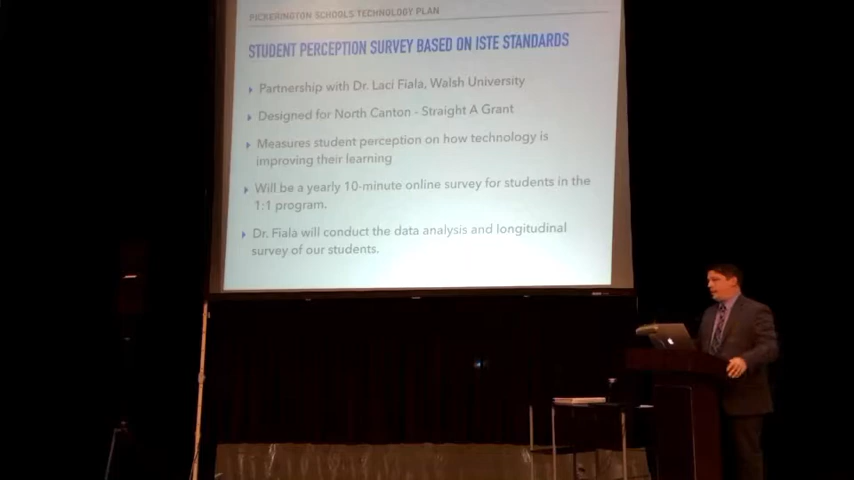 PICKERINGTON SCHOOLS TECHNOLOGY PLAN
STUDENT PERCEPTION SURVEY BASED ON ISTE STANDARDS
Partnership with Dr. Laci Fiala, Walsh University
Designed for North Canton - Straight A Grant
Measures student perception on how technology is
improving their learning
Will be a yearly 10-minute online survey for students in the
1:1 program.
Dr. Fiala will conduct the data analysis and longitudinal
survey of our students.